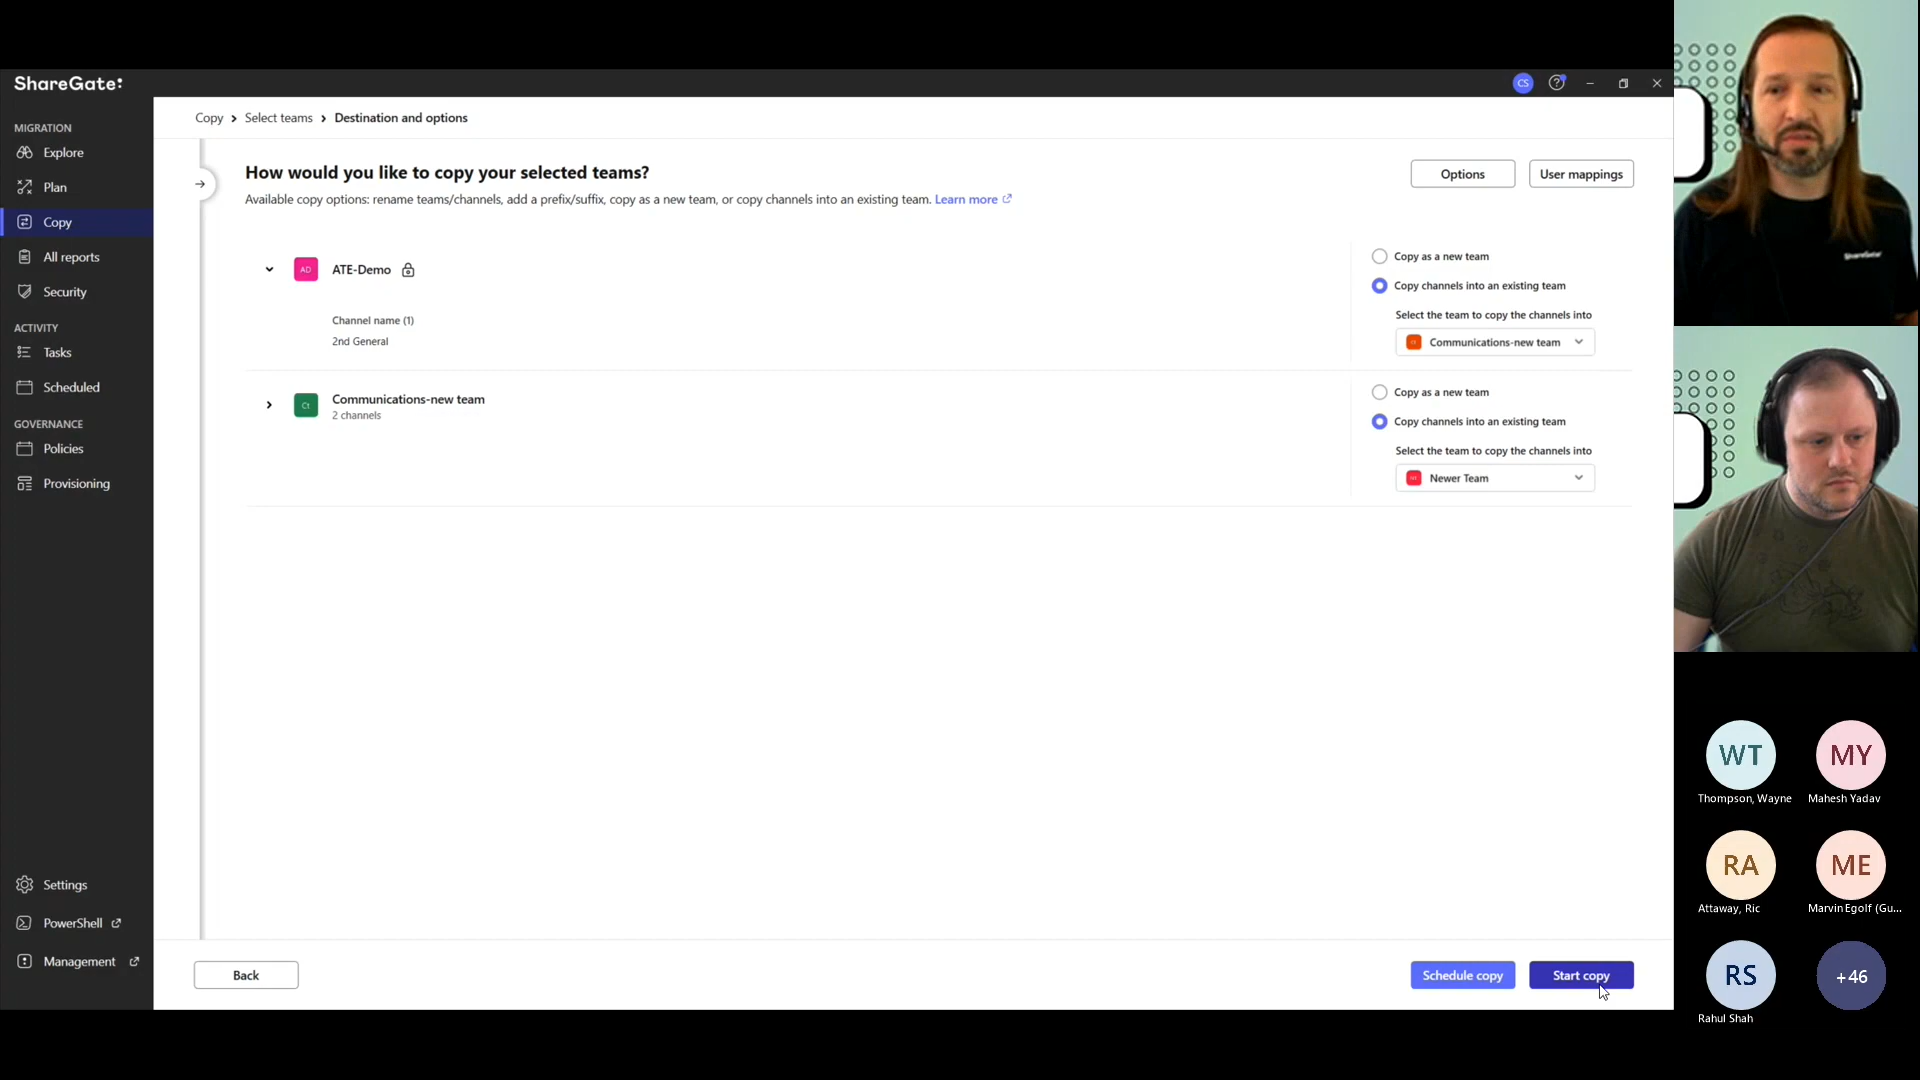 ShareGate:
CS
MIGRATION
Explore
Plan
Copy
All reports
Security
ACTIVITY
Tasks
Scheduled
GOVERNANCE
Policies
Provisioning
Settings
PowerShell
Management
Copy > Select teams > Destination and options
How would you like to copy your selected teams?
Available copy options: rename teams/channels, add a prefix/suffix, copy as a new team, or copy channels into an existing team. Learn more
Options
User mappings
AD
ATE-Demo
Channel name (1)
2nd General
Copy as a new team
Copy channels into an existing team
Select the team to copy the channels into
Communications-new team
Ct
Communications-new team
2 channels
Copy as a new team
Copy channels into an existing team
Select the team to copy the channels into
Newer Team
Back
Schedule copy
Start copy
ShareGate:
WT
Thompson, Wayne
MY
Mahesh Yadav
RA
Attaway, Ric
ME
Marvin Egolf (Gu...
RS
Rahul Shah
+46